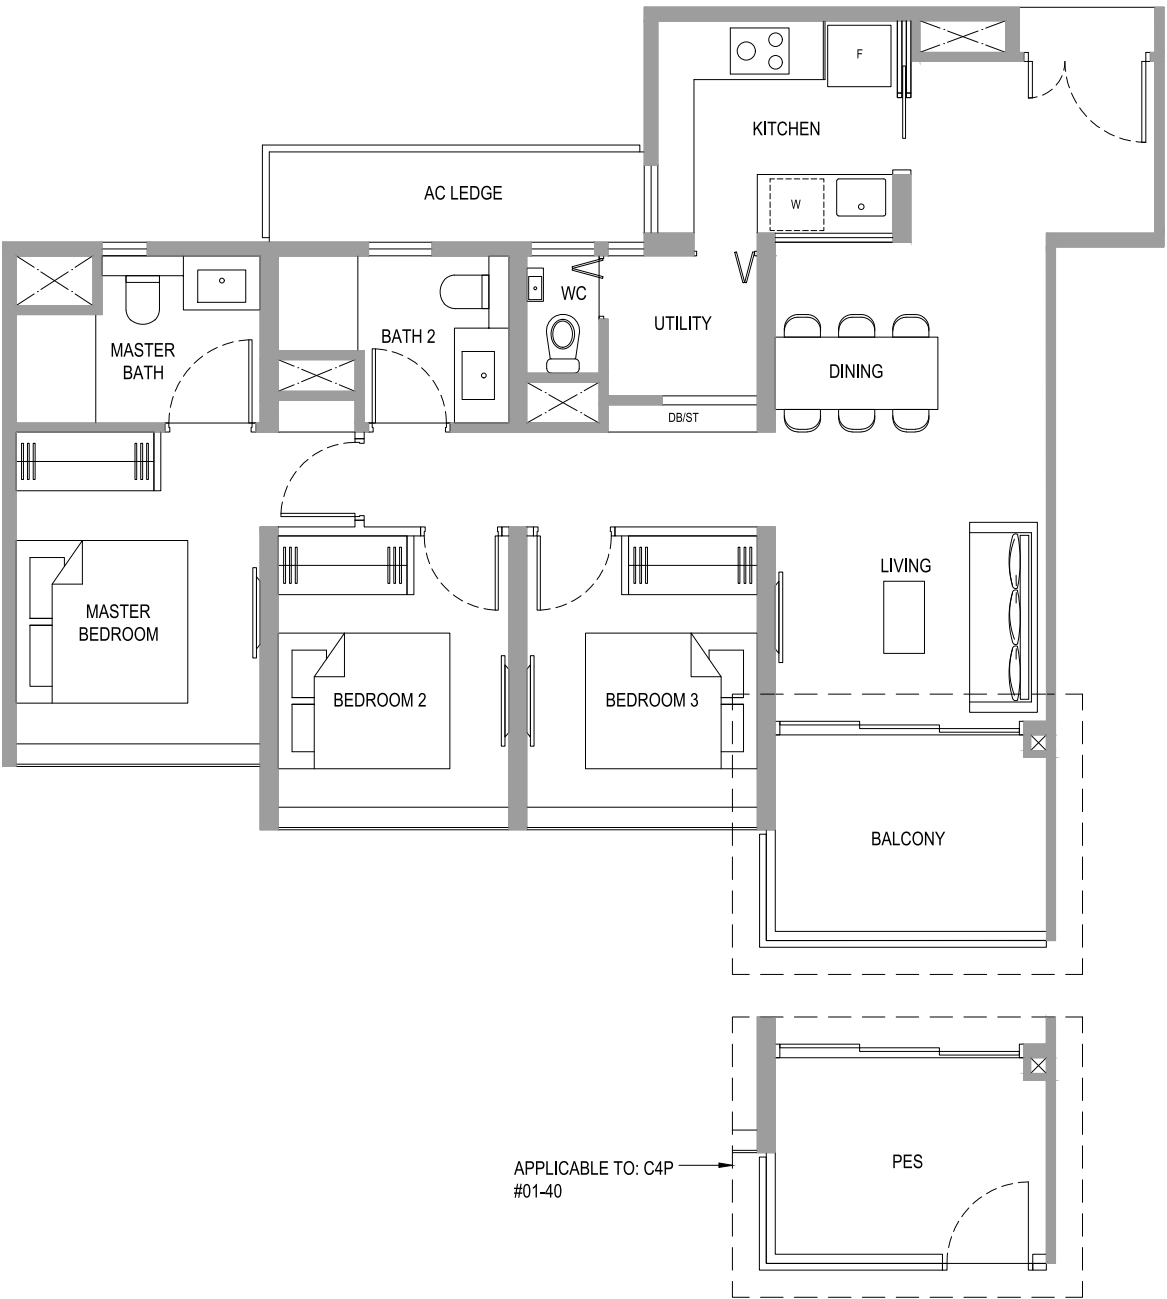 F
KITCHEN
AC LEDGE
W
WC
UTILITY
BATH 2
MASTER
BATH
DINING
DB/ST
LIVING
MASTER
BEDROOM
BEDROOM 2
BEDROOM 3
BALCONY
PES
APPLICABLE TO: C4P
#01-40